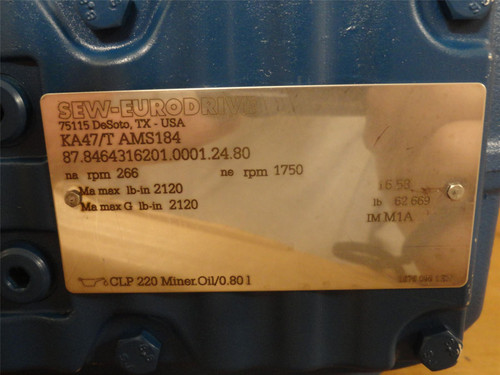 SEW-EURODRIVE
75115 DeSoto, TX - USA
KA47/T AMS184
87.8464316201.0001.24.80
na rpm 266 ne rpm 1750
Ma max lb-in 2120 i 6.58
Ma max G lb-in 2120 lb 62 669
IM M1A
CLP 220 Miner.Oil/0.80 l